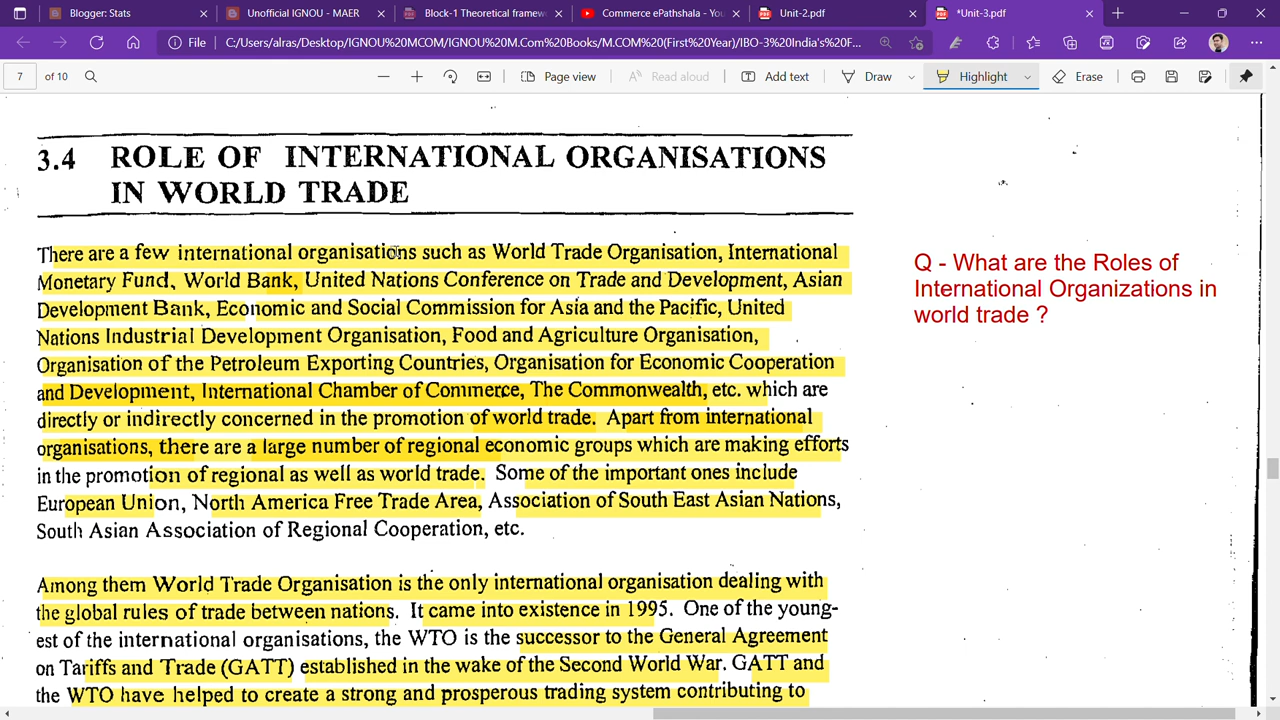 Blogger: Stats
Unofficial IGNOU - MAER
Block-1 Theoretical framew
Commerce ePathshala - You
Unit-2.pdf
*Unit-3.pdf
File
C:/Users/alras/Desktop/IGNOU%20MCOM/IGNOU%20M.Com%20Books/M.COM%20(First%20Year)/IBO-3%20India's%20F...
7 of 10
Page view
Read aloud
Add text
Draw
Highlight
Erase
3.4 ROLE OF INTERNATIONAL ORGANISATIONS
IN WORLD TRADE
There are a few international organisations such as World Trade Organisation, International
Monetary Fund, World Bank, United Nations Conference on Trade and Development, Asian
Development Bank, Economic and Social Commission for Asia and the Pacific, United
Nations Industrial Development Organisation, Food and Agriculture Organisation,
Organisation of the Petroleum Exporting Countries, Organisation for Economic Cooperation
and Development, International Chamber of Commerce, The Commonwealth, etc. which are
directly or indirectly concerned in the promotion of world trade. Apart from international
organisations, there are a large number of regional economic groups which are making efforts
in the promotion of regional as well as world trade. Some of the important ones include
European Union, North America Free Trade Area, Association of South East Asian Nations,
South Asian Association of Regional Cooperation, etc.
Among them World Trade Organisation is the only international organisation dealing with
the global rules of trade between nations. It came into existence in 1995. One of the young-
est of the international organisations, the WTO is the successor to the General Agreement
on Tariffs and Trade (GATT) established in the wake of the Second World War. GATT and
the WTO have helped to create a strong and prosperous trading system contributing to
Q - What are the Roles of
International Organizations in
world trade ?